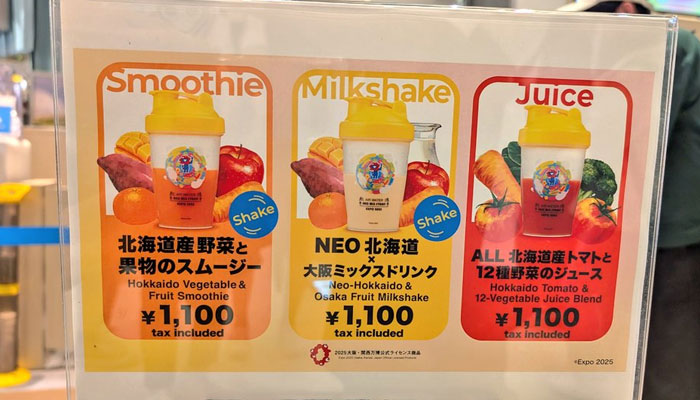 Smoothie
Shake
北海道産野菜と
果物のスムージー
Hokkaido Vegetable &
Fruit Smoothie
¥1,100
tax included
Milkshake
Shake
NEO 北海道
×
大阪ミックスドリンク
Neo-Hokkaido &
Osaka Fruit Milkshake
¥1,100
tax included
Juice
ALL 北海道産トマトと
12種野菜のジュース
Hokkaido Tomato &
12-Vegetable Juice Blend
¥1,100
tax included
2025大阪・関西万博公式ライセンス商品
©Expo 2025